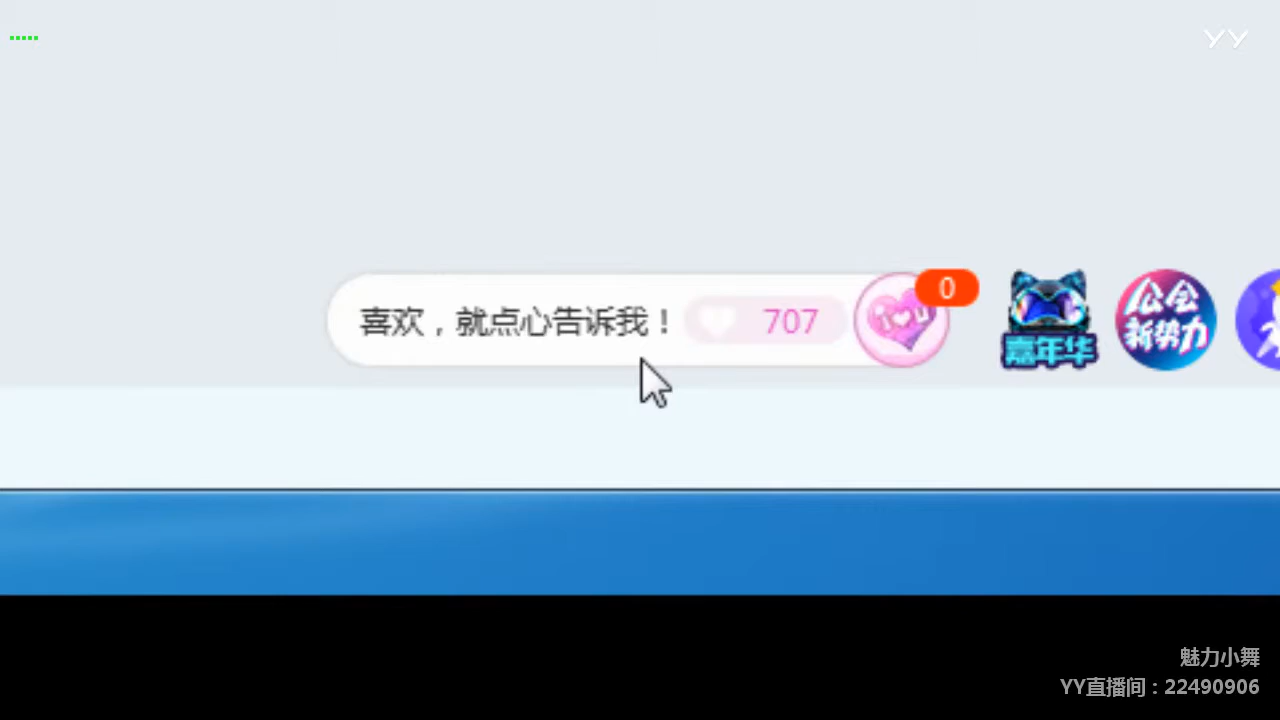 YY
喜欢，就点心告诉我！ 707 i u 0
嘉年华
公会
新势力
魅力小舞
YY直播间：22490906